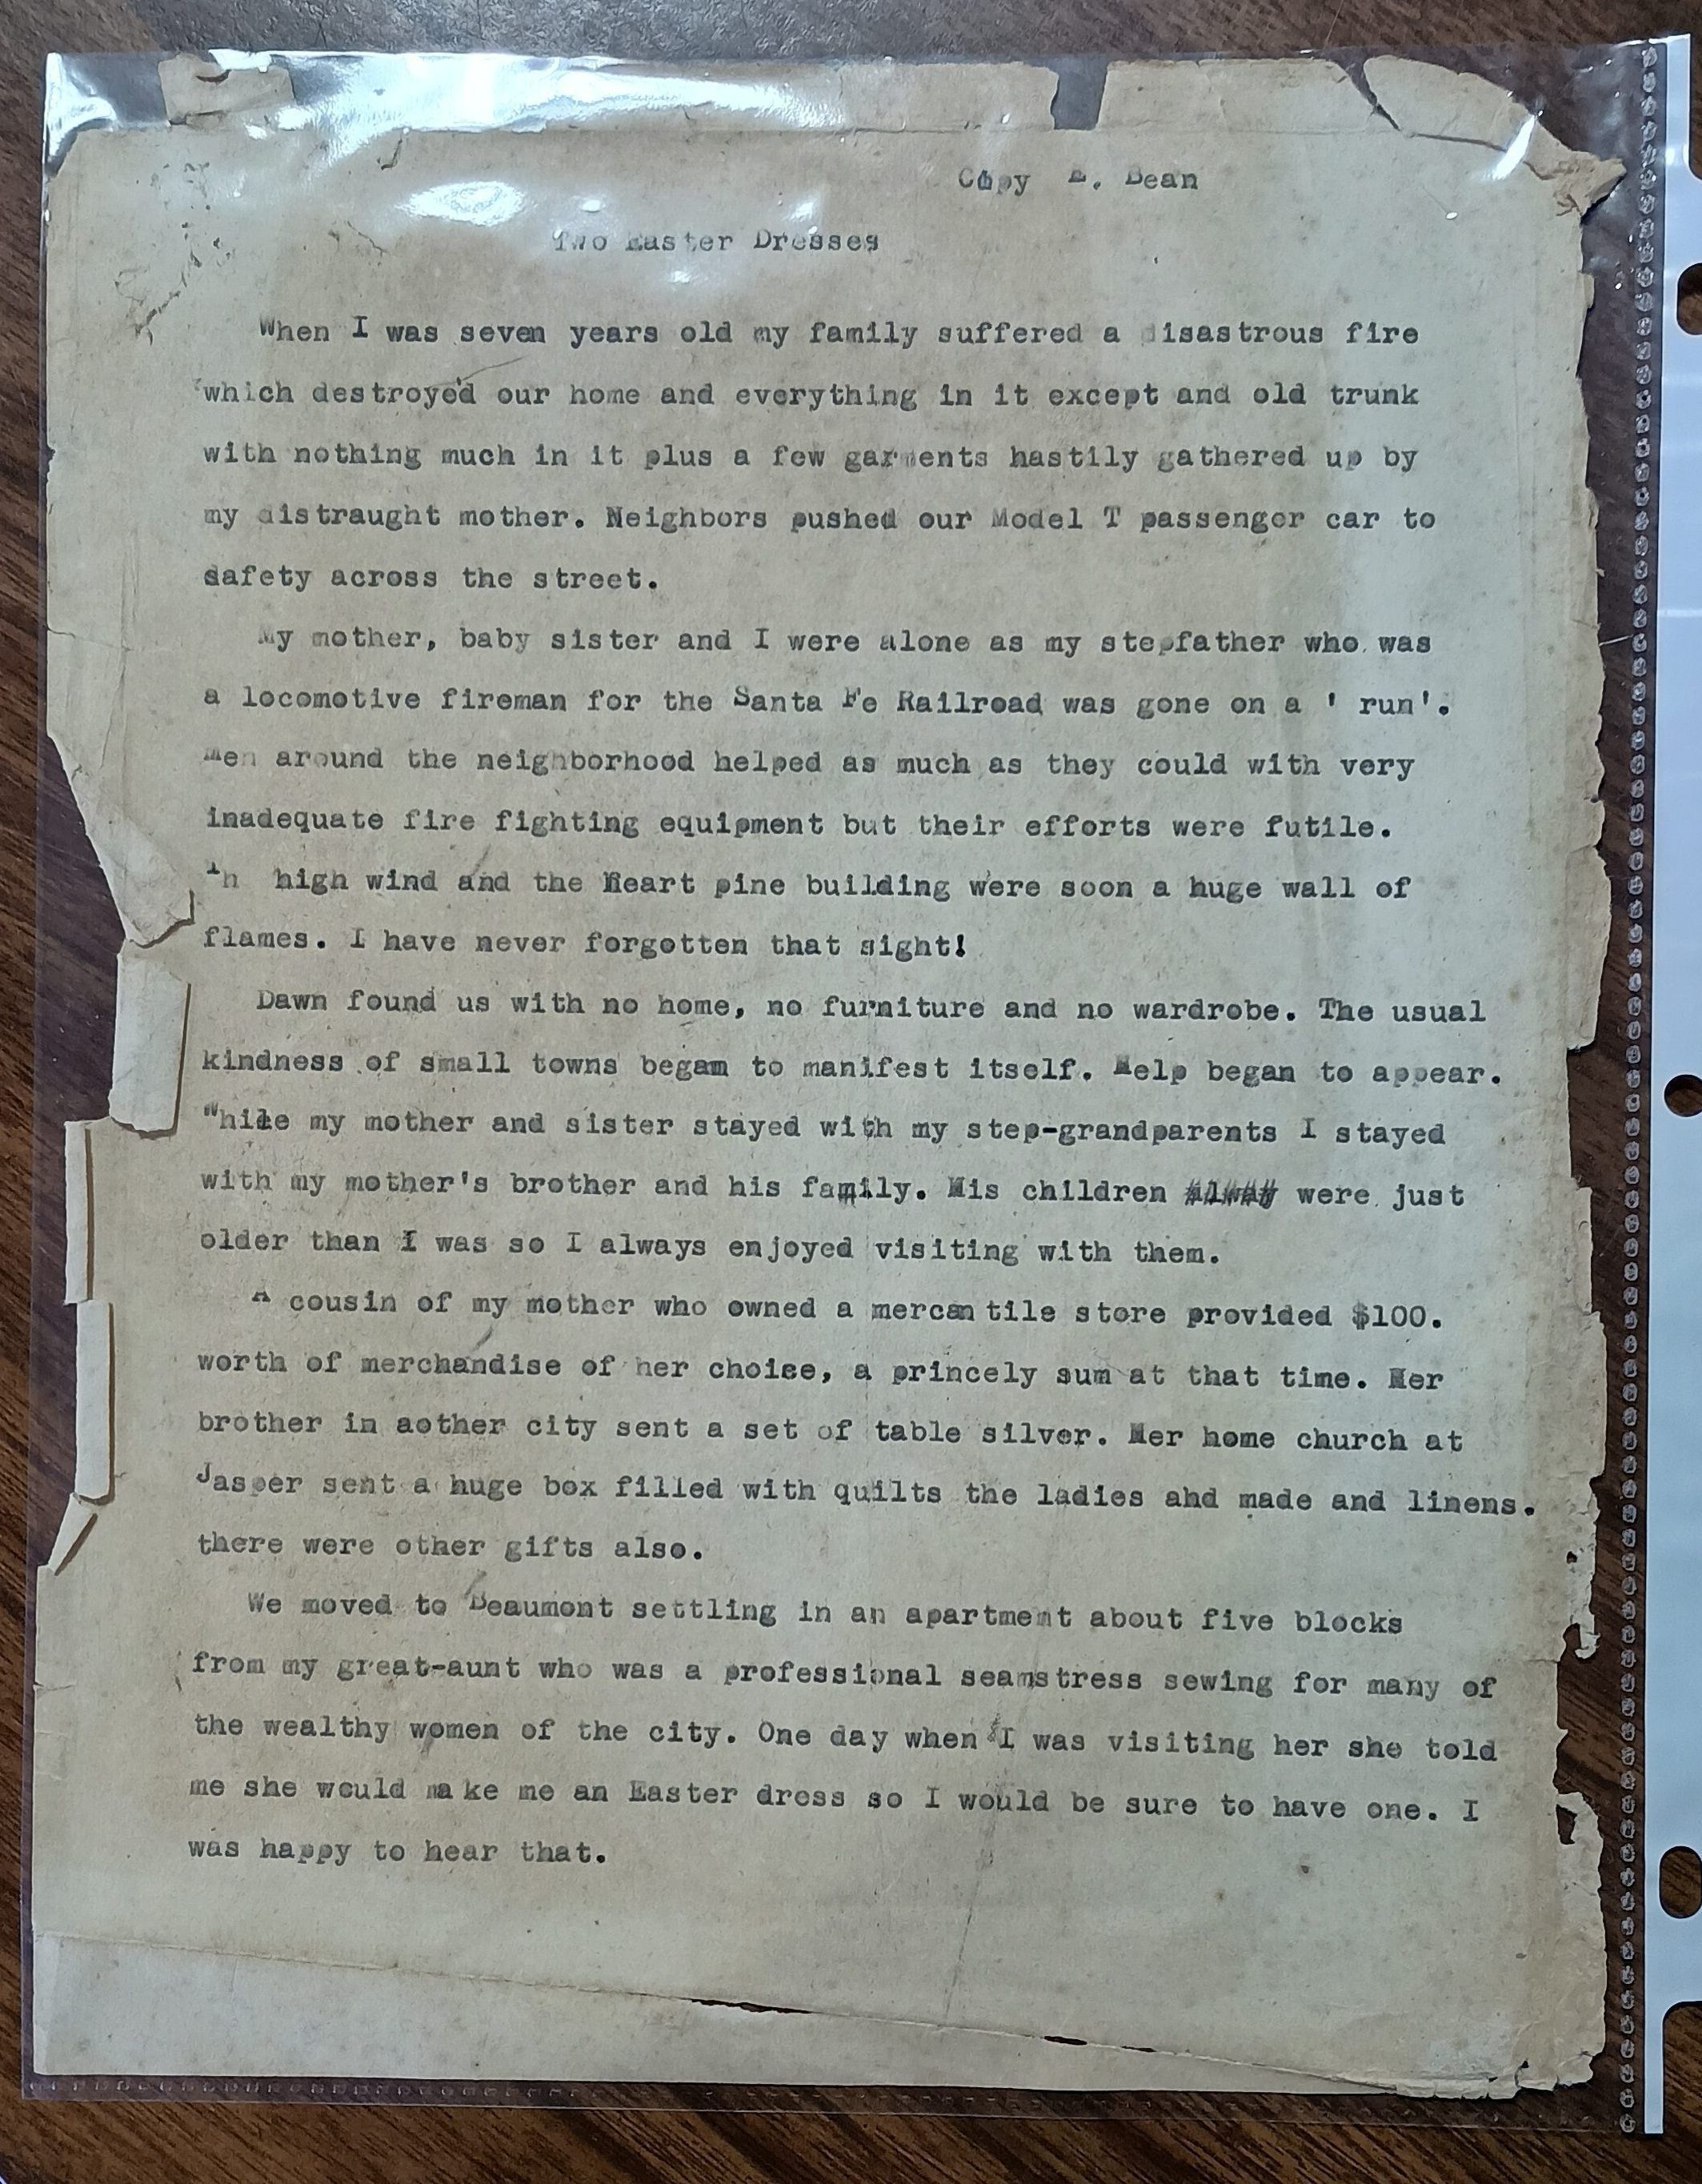 Copy E. Dean
Two Easter Dresses
When I was seven years old my family suffered a disastrous fire
which destroyed our home and everything in it except and old trunk
with nothing much in it plus a few garments hastily gathered up by
my distraught mother. Neighbors pushed our Model T passenger car to
safety across the street.
My mother, baby sister and I were alone as my stepfather who was
a locomotive fireman for the Santa Fe Railroad was gone on a ' run'.
Men around the neighborhood helped as much as they could with very
inadequate fire fighting equipment but their efforts were futile.
In high wind and the Heart pine building were soon a huge wall of
flames. I have never forgotten that sight!
Dawn found us with no home, no furniture and no wardrobe. The usual
kindness of small towns began to manifest itself. Help began to appear.
While my mother and sister stayed with my step-grandparents I stayed
with my mother's brother and his family. His children were just
older than I was so I always enjoyed visiting with them.
A cousin of my mother who owned a mercan tile store provided $100.
worth of merchandise of her choice, a princely sum at that time. Her
brother in aother city sent a set of table silver. Her home church at
Jasper sent a huge box filled with quilts the ladies ahd made and linens.
there were other gifts also.
We moved to Beaumont settling in an apartment about five blocks
from my great-aunt who was a professional seamstress sewing for many of
the wealthy women of the city. One day when I was visiting her she told
me she would make me an Easter dress so I would be sure to have one. I
was happy to hear that.